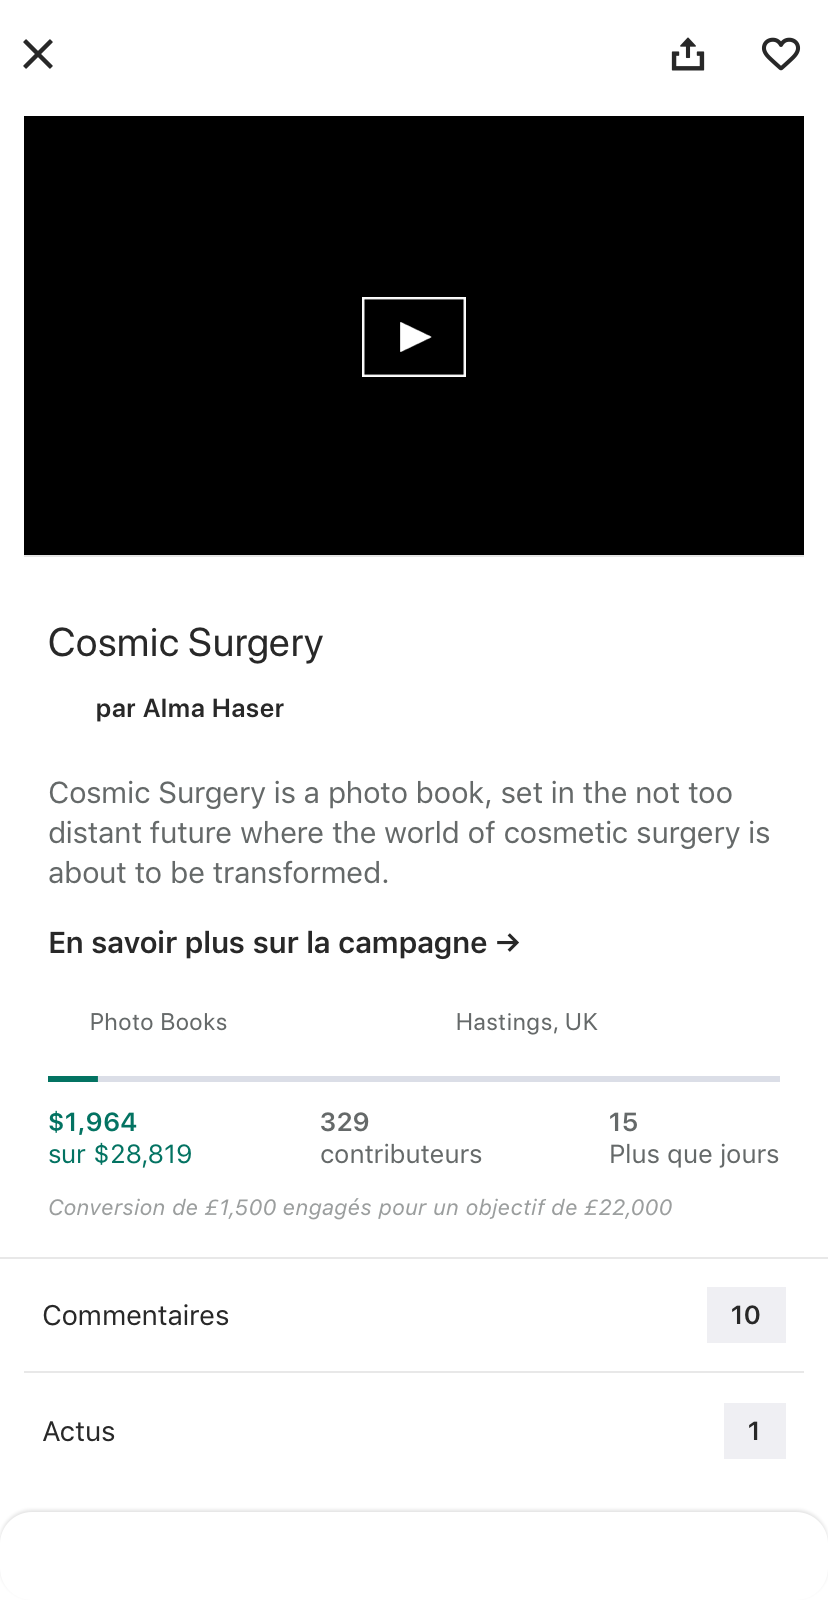 Cosmic Surgery
par Alma Haser
Cosmic Surgery is a photo book, set in the not too
distant future where the world of cosmetic surgery is
about to be transformed.
En savoir plus sur la campagne →
Photo Books
Hastings, UK
$1,964
sur $28,819
329
contributeurs
15
Plus que jours
Conversion de £1,500 engagés pour un objectif de £22,000
Commentaires
10
Actus
1